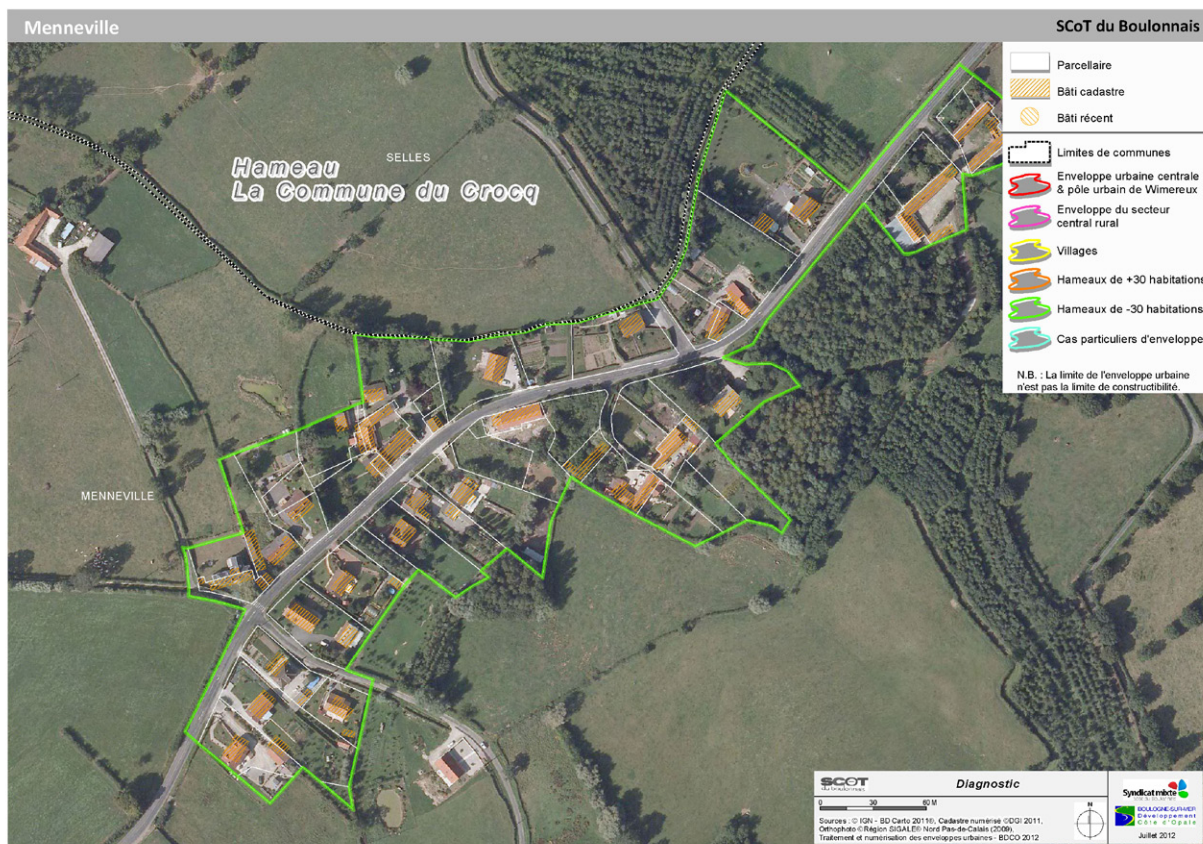 Menneville
SCoT du Boulonnais
Parcellaire
Bâti cadastre
Bâti récent
Limites de communes
Enveloppe urbaine centrale
& pôle urbain de Wimereux
Enveloppe du secteur
central rural
Villages
Hameaux de +30 habitations
Hameaux de -30 habitations
Cas particuliers d'enveloppe
N.B. : La limite de l'enveloppe urbaine
n'est pas la limite de constructibilité.
SELLES
Hameau
La Commune du Crocq
MENNEVILLE
SCOT
du boulonnais
Diagnostic
0 30 60 M
N
Sources : © IGN - BD Carto 2011®, Cadastre numérisé ©DGI 2011,
Orthophoto ©Région SIGALE® Nord Pas-de-Calais (2009),
Traitement et numérisation des enveloppes urbaines - BDCO 2012
Syndicat mixte
BOULOGNE-SUR-MER
Développement
Côte d'Opale
Juillet 2012